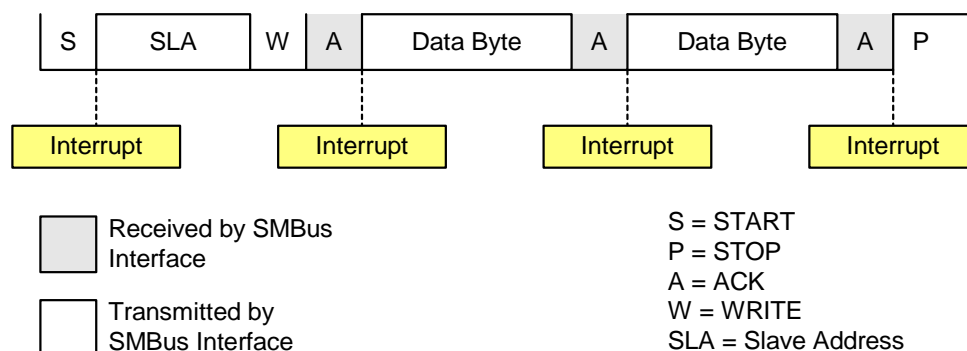 S SLA W A Data Byte A Data Byte A P
Interrupt Interrupt Interrupt Interrupt
Received by SMBus
Interface
Transmitted by
SMBus Interface
S = START
P = STOP
A = ACK
W = WRITE
SLA = Slave Address